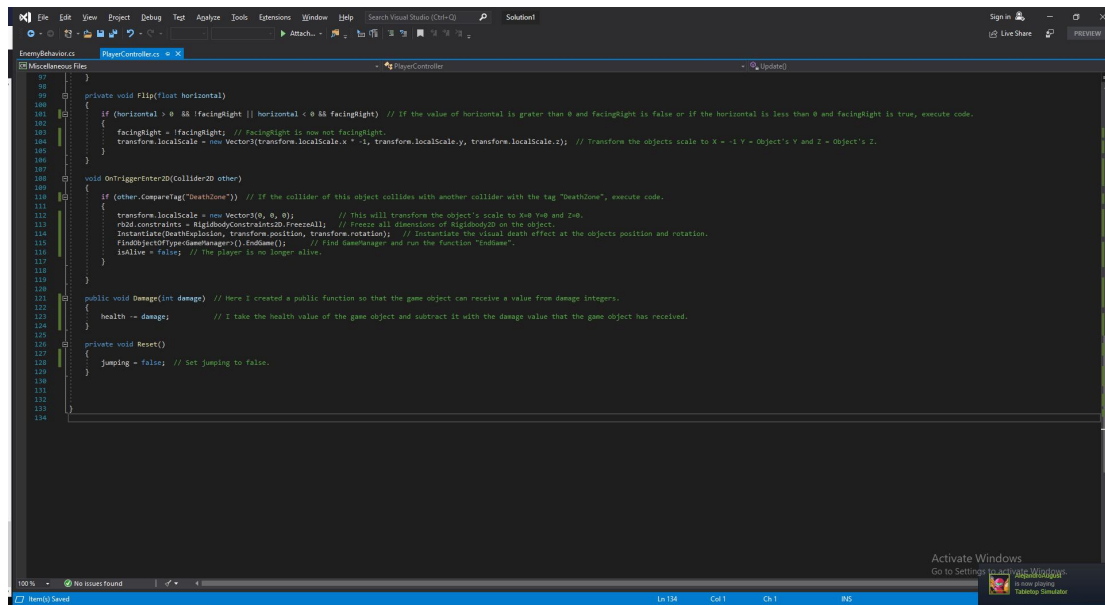 File Edit View Project Debug Test Analyze Tools Extensions Window Help Search Visual Studio (Ctrl+Q) Solution1 Sign in
Attach... Live Share PREVIEW
EnemyBehavior.cs PlayerController.cs
Miscellaneous Files PlayerController Update()
97 }
98
99 private void Flip(float horizontal)
100 {
101 if (horizontal > 0 && !facingRight || horizontal < 0 && facingRight) // If the value of horizontal is grater than 0 and facingRight is false or if the horizontal is less than 0 and facingRight is true, execute code.
102 {
103 facingRight = !facingRight; // FacingRight is now not facingRight.
104 transform.localScale = new Vector3(transform.localScale.x * -1, transform.localScale.y, transform.localScale.z); // Transform the objects scale to X = -1 Y = Object's Y and Z = Object's Z.
105 }
106 }
107
108 void OnTriggerEnter2D(Collider2D other)
109 {
110 if (other.CompareTag("DeathZone")) // If the collider of this object collides with another collider with the tag "DeathZone", execute code.
111 {
112 transform.localScale = new Vector3(0, 0, 0); // This will transform the object's scale to X=0 Y=0 and Z=0.
113 rb2d.constraints = RigidbodyConstraints2D.FreezeAll; // Freeze all dimensions of Rigidbody2D on the object.
114 Instantiate(DeathExplosion, transform.position, transform.rotation); // Instantiate the visual death effect at the objects position and rotation.
115 FindObjectOfType<GameManager>().EndGame(); // Find GameManager and run the function "EndGame".
116 isAlive = false; // The player is no longer alive.
117 }
118
119 }
120
121 public void Damage(int damage) // Here I created a public function so that the game object can receive a value from damage integers.
122 {
123 health -= damage; // I take the health value of the game object and subtract it with the damage value that the game object has received.
124 }
125
126 private void Reset()
127 {
128 jumping = false; // Set jumping to false.
129 }
130
131
132
133 }
134
Activate Windows
Go to Settings to activate Windows.
AlejandroAugust
is now playing
Tabletop Simulator
100 % No issues found
Item(s) Saved Ln 134 Col 1 Ch 1 INS